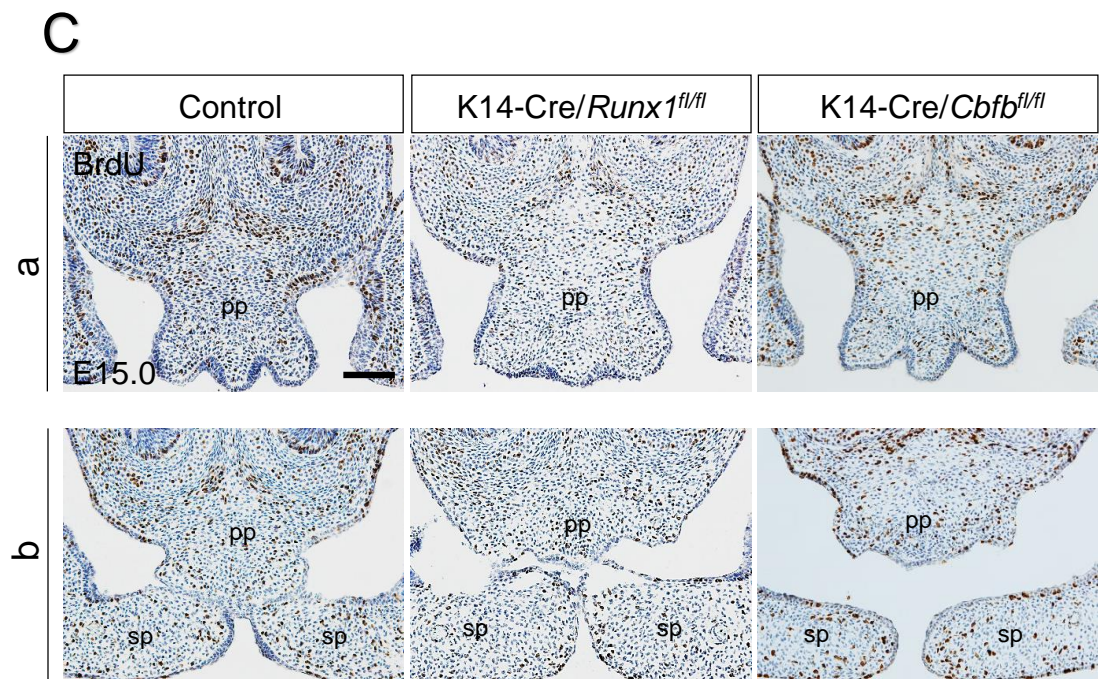 C
Control
K14-Cre/Runx1fl/fl
K14-Cre/Cbfbfl/fl
a
BrdU
pp
E15.0
pp
pp
b
pp
sp
sp
pp
sp
sp
pp
sp
sp